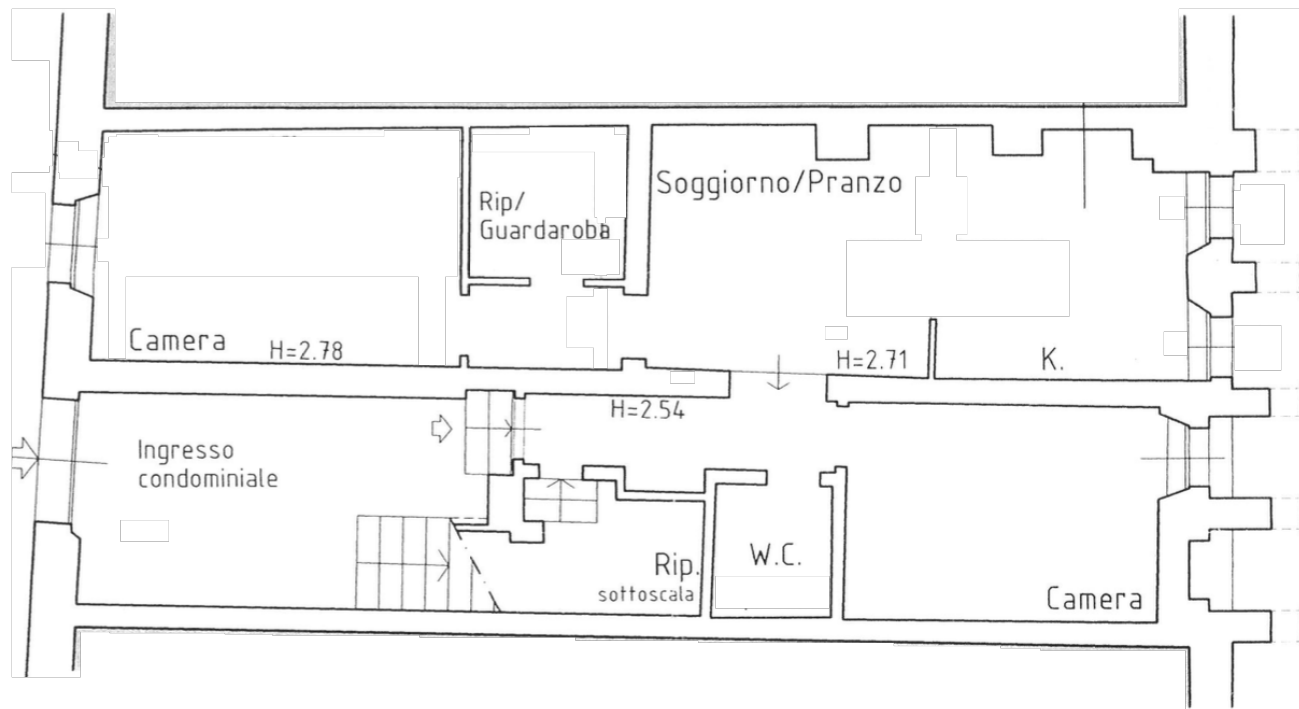 Soggiorno/Pranzo
Rip/
Guardaroba
Camera
H=2.78
H=2.71
K.
H=2.54
Ingresso
condominiale
W.C.
Rip.
sottoscala
Camera